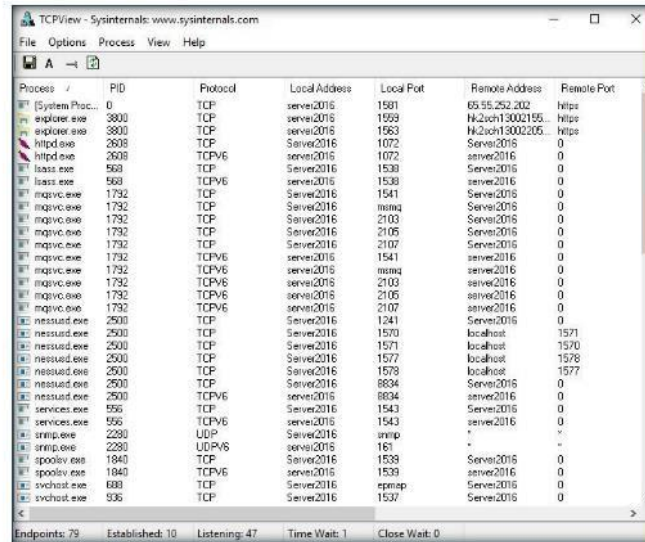 TCPView - Sysinternals: www.sysinternals.com
File Options Process View Help
A
Process / PID Protocol Local Address Local Port Remote Address Remote Port
[System Proc... 0 TCP server2016 1581 65.55.252.202 https
explorer.exe 3800 TCP server2016 1559 hk2sch13002155... https
explorer.exe 3800 TCP server2016 1563 hk2sch13002205... https
httpd.exe 2608 TCP Server2016 1072 Server2016 0
httpd.exe 2608 TCPV6 server2016 1072 server2016 0
lsass.exe 568 TCP Server2016 1538 Server2016 0
lsass.exe 568 TCPV6 server2016 1538 server2016 0
mqsvc.exe 1792 TCP Server2016 1541 Server2016 0
mqsvc.exe 1792 TCP Server2016 msmq Server2016 0
mqsvc.exe 1792 TCP Server2016 2103 Server2016 0
mqsvc.exe 1792 TCP Server2016 2105 Server2016 0
mqsvc.exe 1792 TCP Server2016 2107 Server2016 0
mqsvc.exe 1792 TCPV6 server2016 1541 server2016 0
mqsvc.exe 1792 TCPV6 server2016 msmq server2016 0
mqsvc.exe 1792 TCPV6 server2016 2103 server2016 0
mqsvc.exe 1792 TCPV6 server2016 2105 server2016 0
mqsvc.exe 1792 TCPV6 server2016 2107 server2016 0
nessusd.exe 2500 TCP Server2016 1241 Server2016 0
nessusd.exe 2500 TCP Server2016 1570 localhost 1571
nessusd.exe 2500 TCP Server2016 1571 localhost 1570
nessusd.exe 2500 TCP Server2016 1577 localhost 1578
nessusd.exe 2500 TCP Server2016 1578 localhost 1577
nessusd.exe 2500 TCP Server2016 8834 Server2016 0
nessusd.exe 2500 TCPV6 server2016 8834 server2016 0
services.exe 556 TCP Server2016 1543 Server2016 0
services.exe 556 TCPV6 server2016 1543 server2016 0
snmp.exe 2280 UDP Server2016 snmp * *
snmp.exe 2280 UDPV6 server2016 161 * *
spoolsv.exe 1840 TCP Server2016 1539 Server2016 0
spoolsv.exe 1840 TCPV6 server2016 1539 server2016 0
svchost.exe 688 TCP Server2016 epmap Server2016 0
svchost.exe 936 TCP Server2016 1537 Server2016 0
Endpoints: 79 Established: 10 Listening: 47 Time Wait: 1 Close Wait: 0